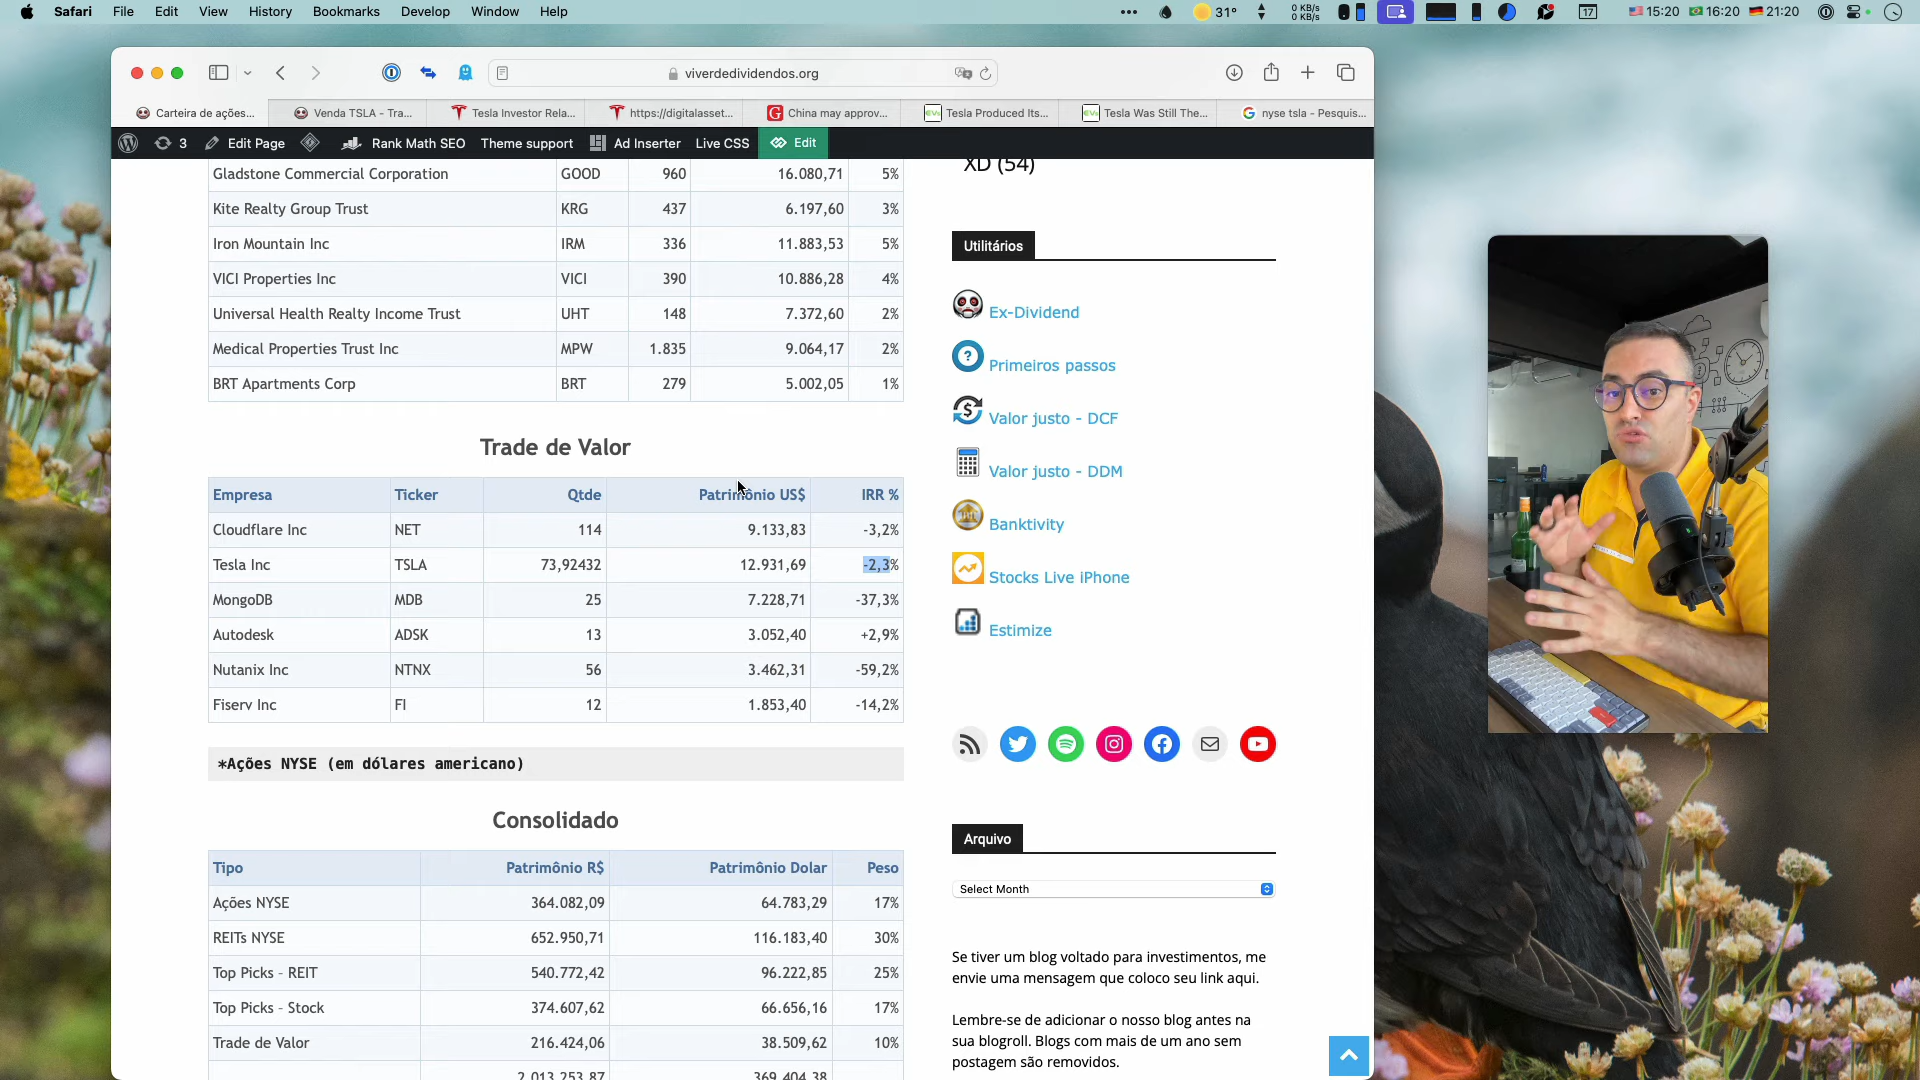 Safari File Edit View History Bookmarks Develop Window Help
31° 0 KB/s 0 KB/s 17 15:20 16:20 21:20
viverdedividendos.org
Carteira de ações... Venda TSLA - Tra... Tesla Investor Rela... https://digitalasset... China may approv... Tesla Produced Its... Tesla Was Still The... nyse tsla - Pesquis...
3 Edit Page Rank Math SEO Theme support Ad Inserter Live CSS Edit
Gladstone Commercial Corporation GOOD 960 16.080,71 5%
Kite Realty Group Trust KRG 437 6.197,60 3%
Iron Mountain Inc IRM 336 11.883,53 5%
VICI Properties Inc VICI 390 10.886,28 4%
Universal Health Realty Income Trust UHT 148 7.372,60 2%
Medical Properties Trust Inc MPW 1.835 9.064,17 2%
BRT Apartments Corp BRT 279 5.002,05 1%
Trade de Valor
Empresa Ticker Qtde Patrimônio US$ IRR %
Cloudflare Inc NET 114 9.133,83 -3,2%
Tesla Inc TSLA 73,92432 12.931,69 -2,3%
MongoDB MDB 25 7.228,71 -37,3%
Autodesk ADSK 13 3.052,40 +2,9%
Nutanix Inc NTNX 56 3.462,31 -59,2%
Fiserv Inc FI 12 1.853,40 -14,2%
*Ações NYSE (em dólares americano)
Consolidado
Tipo Patrimônio R$ Patrimônio Dolar Peso
Ações NYSE 364.082,09 64.783,29 17%
REITs NYSE 652.950,71 116.183,40 30%
Top Picks - REIT 540.772,42 96.222,85 25%
Top Picks - Stock 374.607,62 66.656,16 17%
Trade de Valor 216.424,06 38.509,62 10%
2.013.253,87 369.404,38
XD (54)
Utilitários
Ex-Dividend
Primeiros passos
Valor justo - DCF
Valor justo - DDM
Banktivity
Stocks Live iPhone
Estimize
Arquivo
Select Month
Se tiver um blog voltado para investimentos, me
envie uma mensagem que coloco seu link aqui.
Lembre-se de adicionar o nosso blog antes na
sua blogroll. Blogs com mais de um ano sem
postagem são removidos.